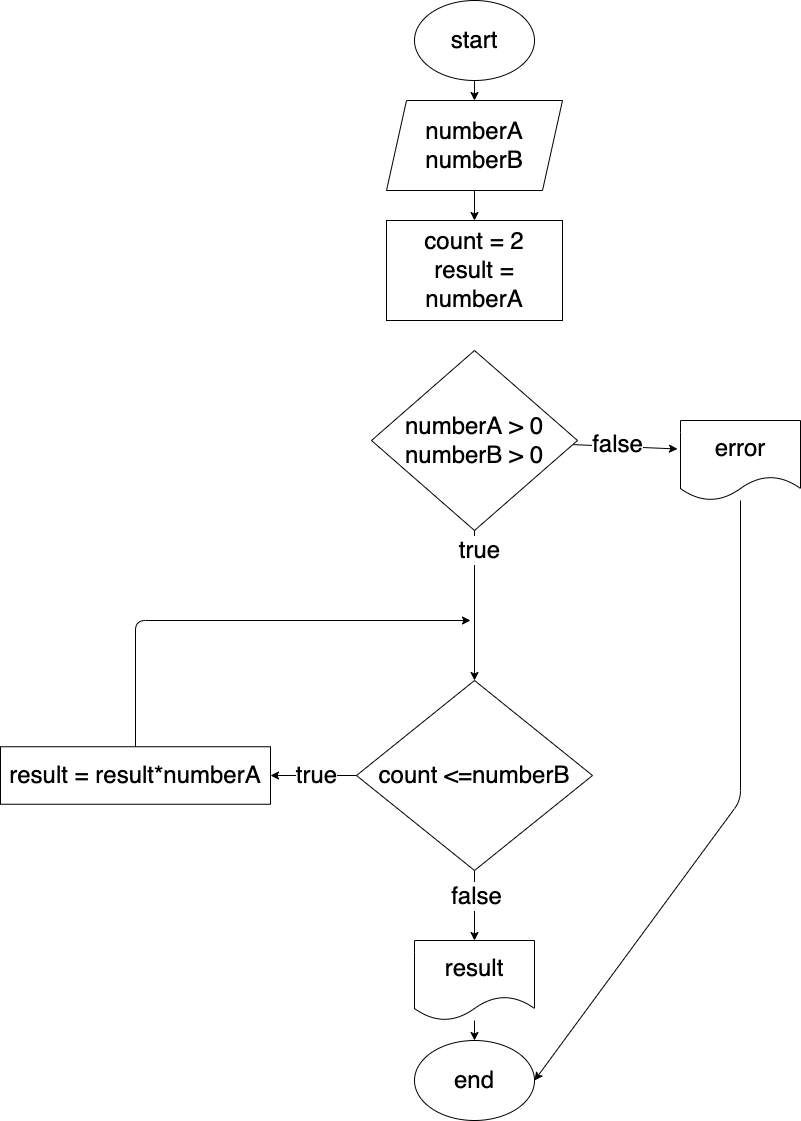 start
numberA
numberB
count = 2
result =
numberA
numberA > 0
numberB > 0
false
error
true
result = result*numberA
true
count <=numberB
false
result
end